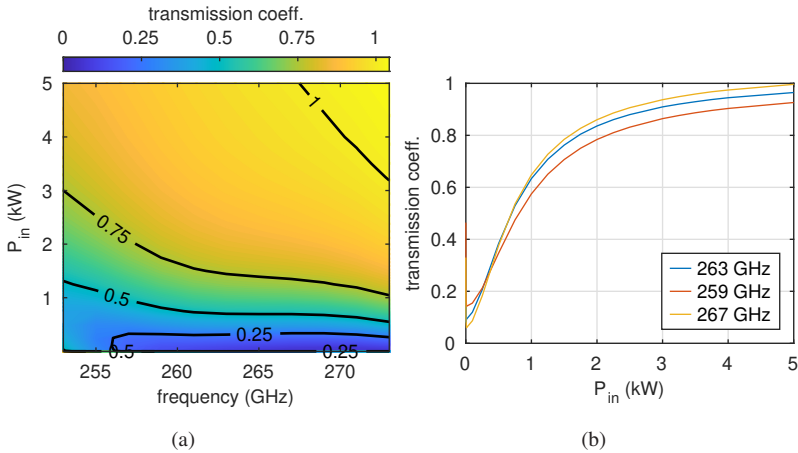 transmission coeff.
0 0.25 0.5 0.75 1
5
4
3
2
1
P_in (kW)
1
0.75
0.5
0.25
0.5
0.25
255 260 265 270
frequency (GHz)
(a)
1
0.8
0.6
0.4
0.2
0
transmission coeff.
263 GHz
259 GHz
267 GHz
0 1 2 3 4 5
P_in (kW)
(b)